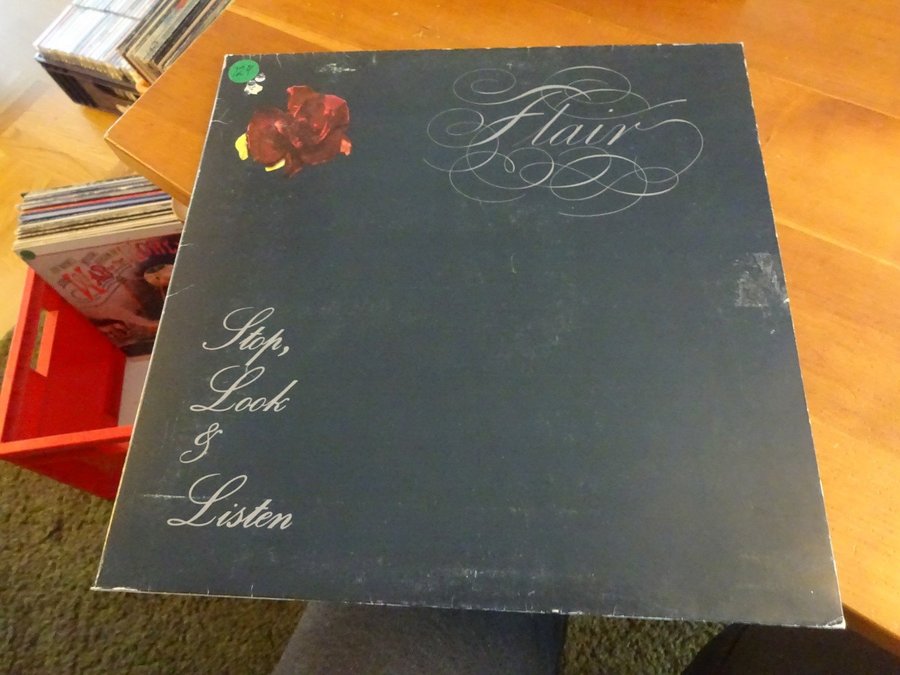 Flair
Stop,
Look
&
Listen